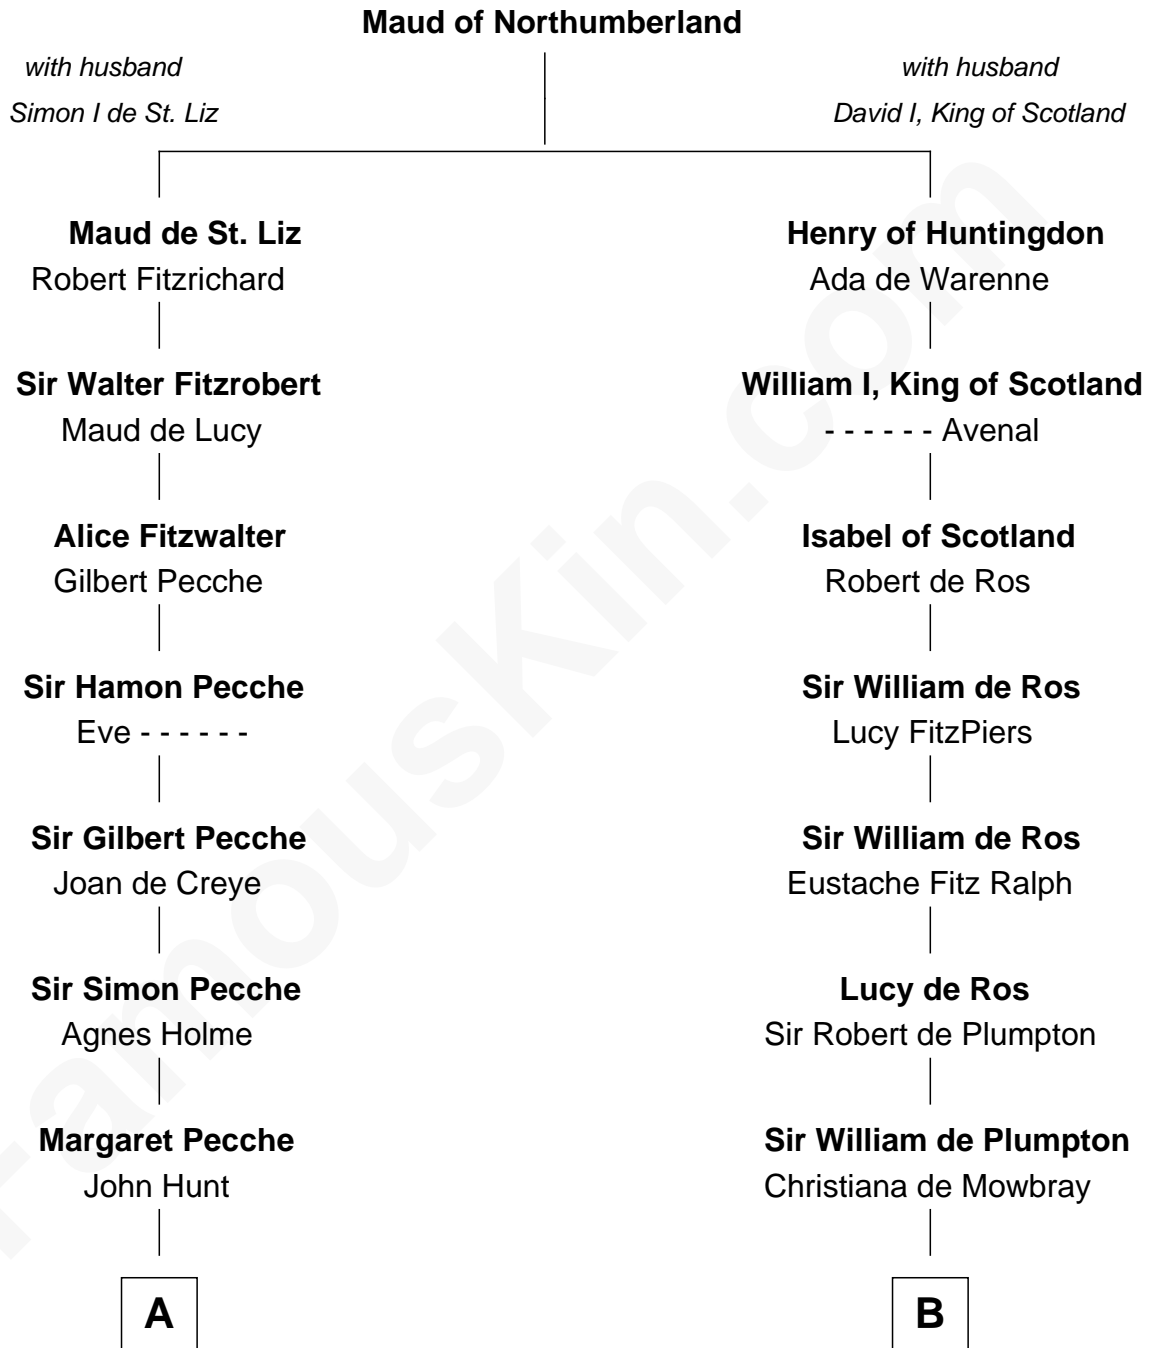 Maud of Northumberland
with husband
Simon I de St. Liz
with husband
David I, King of Scotland
Maud de St. Liz
Robert Fitzrichard
Henry of Huntingdon
Ada de Warenne
Sir Walter Fitzrobert
Maud de Lucy
William I, King of Scotland
- - - - - - Avenal
Alice Fitzwalter
Gilbert Pecche
Isabel of Scotland
Robert de Ros
Sir Hamon Pecche
Eve - - - - - -
Sir William de Ros
Lucy FitzPiers
Sir Gilbert Pecche
Joan de Creye
Sir William de Ros
Eustache Fitz Ralph
Sir Simon Pecche
Agnes Holme
Lucy de Ros
Sir Robert de Plumpton
Margaret Pecche
John Hunt
Sir William de Plumpton
Christiana de Mowbray
A
B
FamousKin.com